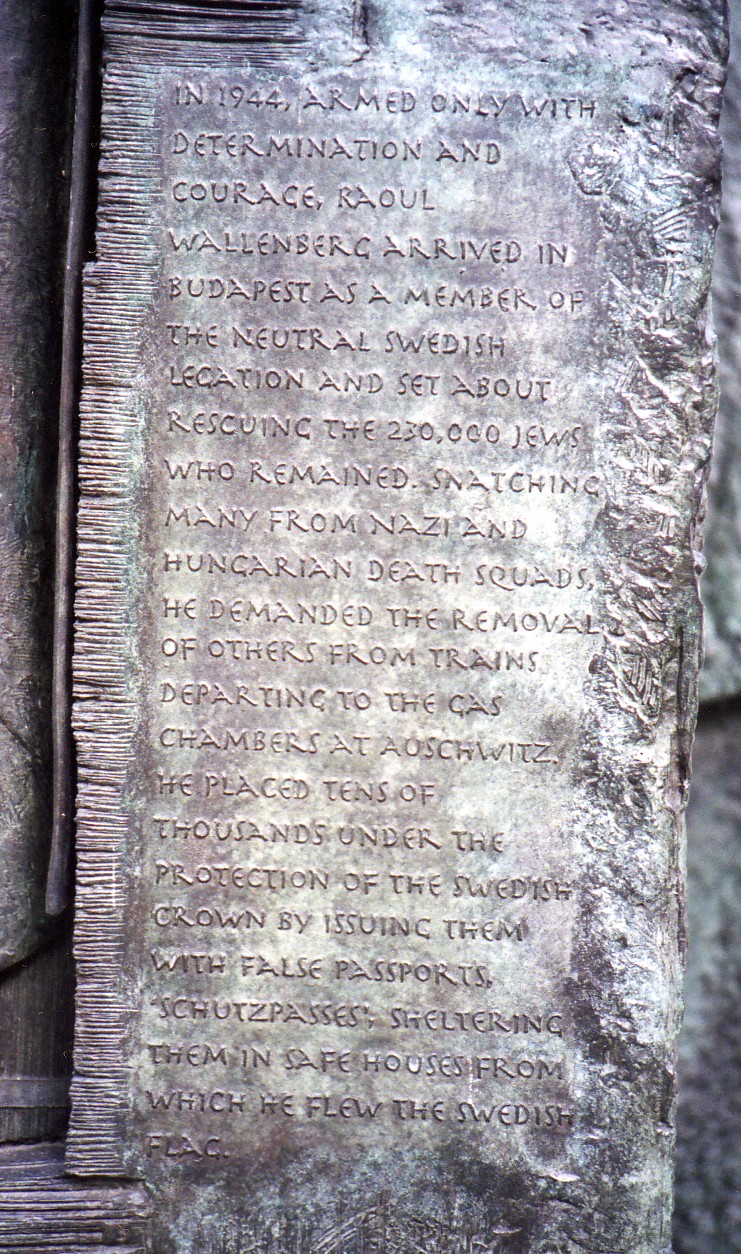 IN 1944, ARMED ONLY WITH
DETERMINATION AND
COURAGE, RAOUL
WALLENBERG ARRIVED IN
BUDAPEST AS A MEMBER OF
THE NEUTRAL SWEDISH
LEGATION AND SET ABOUT
RESCUING THE 230,000 JEWS
WHO REMAINED. SNATCHING
MANY FROM NAZI AND
HUNGARIAN DEATH SQUADS,
HE DEMANDED THE REMOVAL
OF OTHERS FROM TRAINS
DEPARTING TO THE GAS
CHAMBERS AT AUSCHWITZ.
HE PLACED TENS OF
THOUSANDS UNDER THE
PROTECTION OF THE SWEDISH
CROWN BY ISSUING THEM
WITH FALSE PASSPORTS,
'SCHUTZPASSES', SHELTERING
THEM IN SAFE HOUSES FROM
WHICH HE FLEW THE SWEDISH
FLAG.